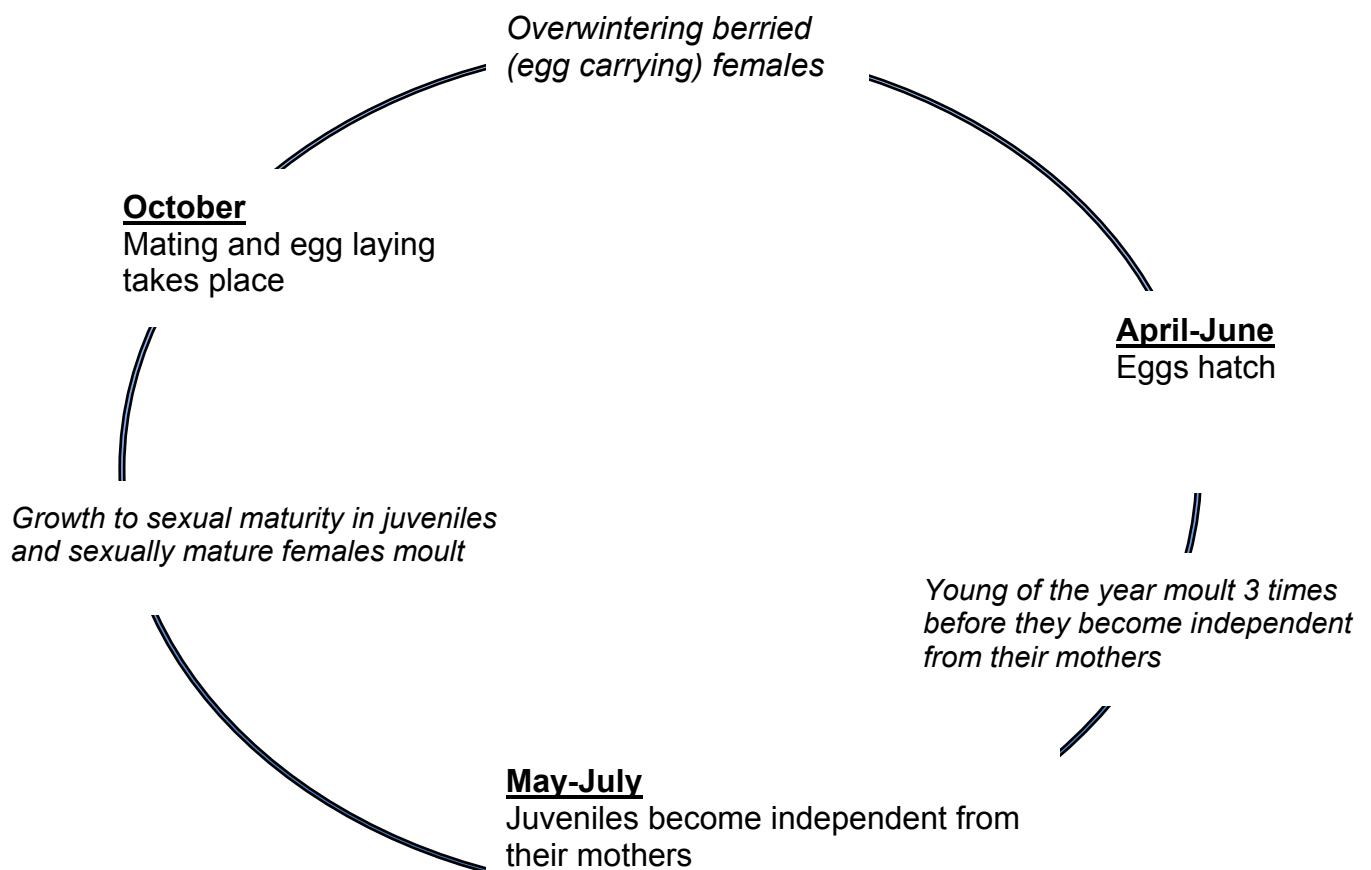 Overwintering berried
(egg carrying) females
October
Mating and egg laying
takes place
April-June
Eggs hatch
Growth to sexual maturity in juveniles
and sexually mature females moult
Young of the year moult 3 times
before they become independent
from their mothers
May-July
Juveniles become independent from
their mothers